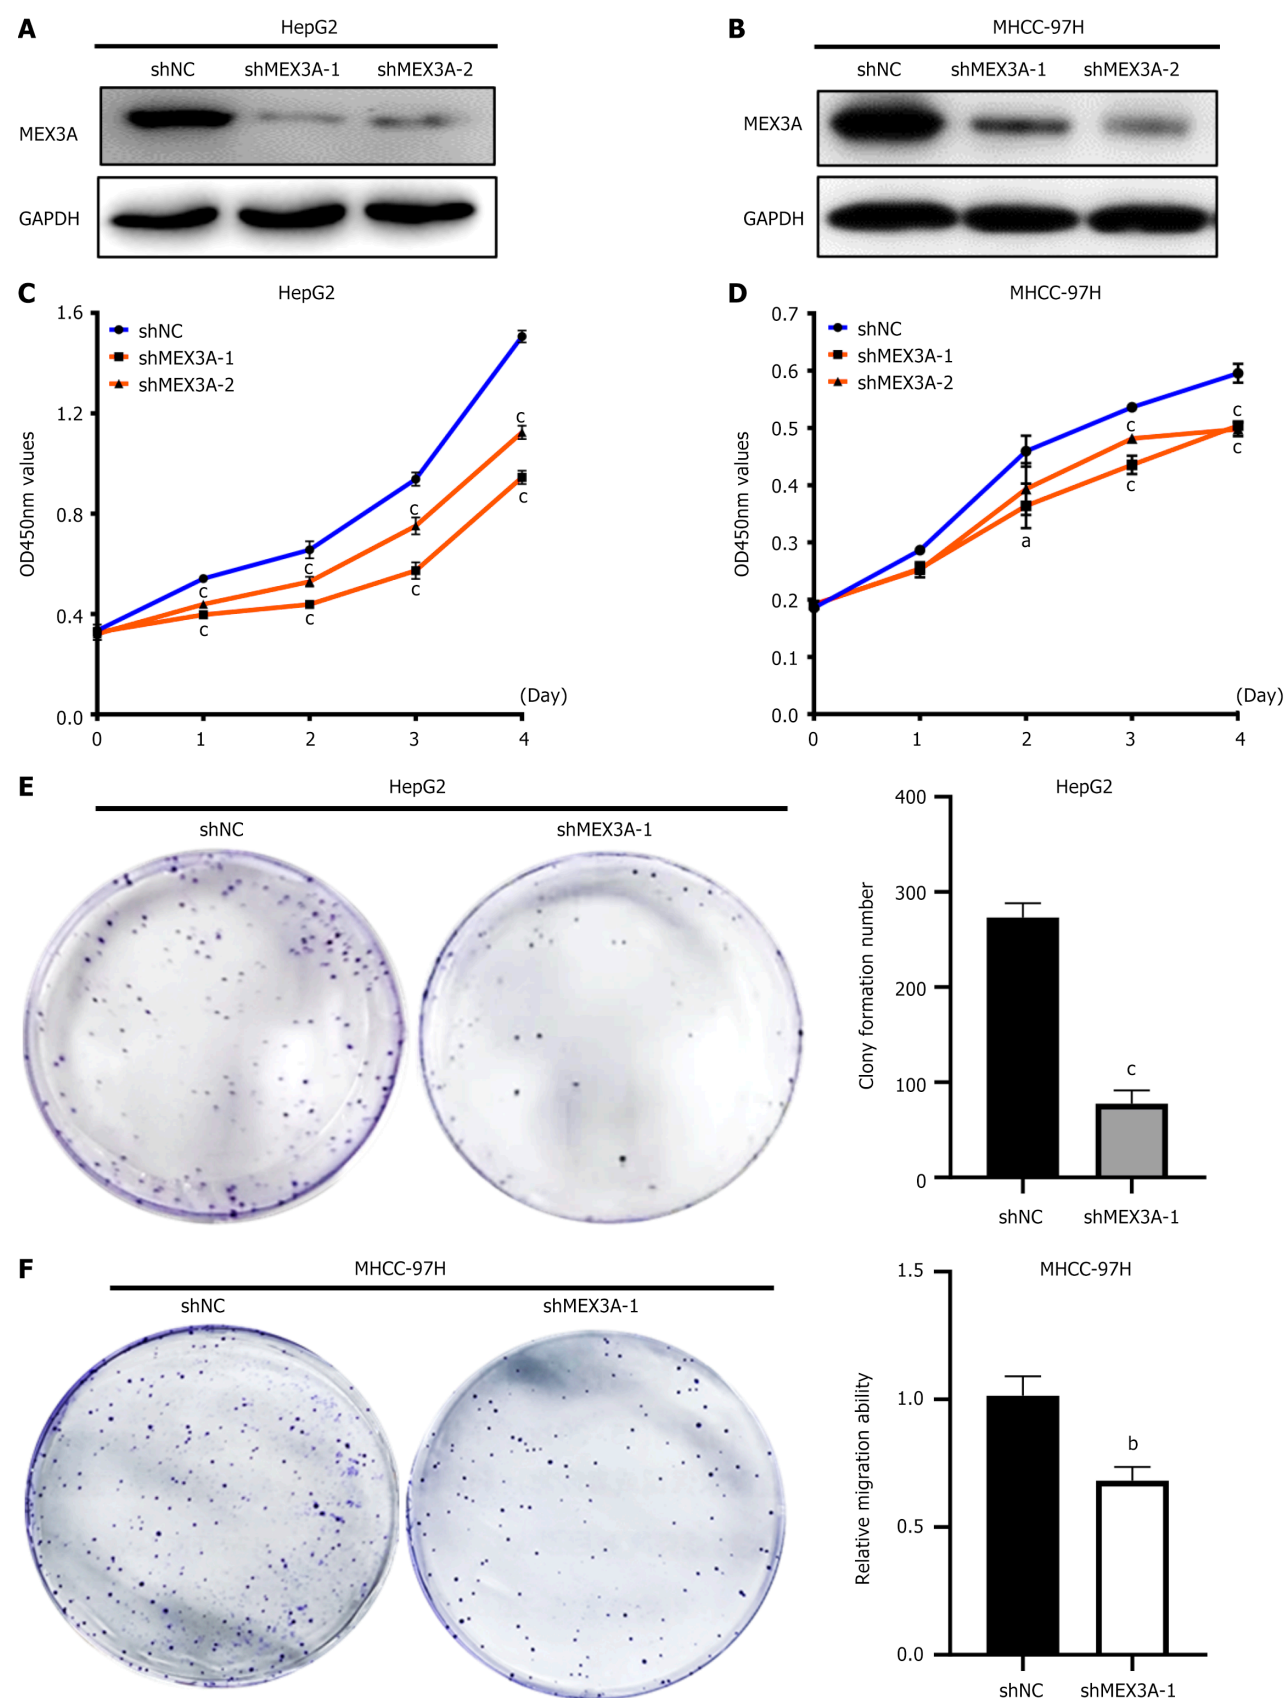 A
HepG2
shNC shMEX3A-1 shMEX3A-2
MEX3A
GAPDH
B
MHCC-97H
shNC shMEX3A-1 shMEX3A-2
MEX3A
GAPDH
C
HepG2
OD450nm values
1.6
1.2
0.8
0.4
0.0
shNC
shMEX3A-1
shMEX3A-2
c
c
c
c
c
c
c
c
(Day)
0 1 2 3 4
D
MHCC-97H
OD450nm values
0.7
0.6
0.5
0.4
0.3
0.2
0.1
0.0
shNC
shMEX3A-1
shMEX3A-2
a
c
c
c
c
(Day)
0 1 2 3 4
E
HepG2
shNC shMEX3A-1
HepG2
Clony formation number
400
300
200
100
0
c
shNC shMEX3A-1
F
MHCC-97H
shNC shMEX3A-1
MHCC-97H
Relative migration ability
1.5
1.0
0.5
0.0
b
shNC shMEX3A-1